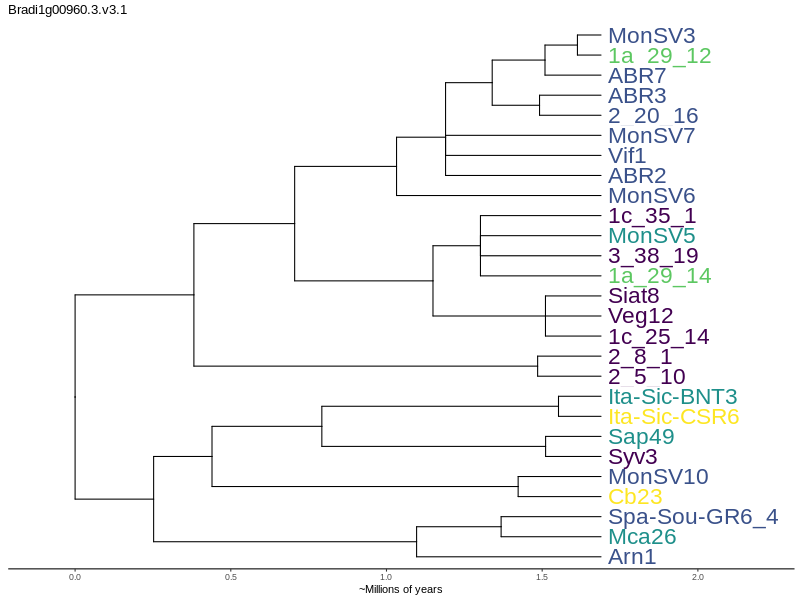 Bradi1g00960.3.v3.1
MonSV3
1a_29_12
ABR7
ABR3
2_20_16
MonSV7
Vif1
ABR2
MonSV6
1c_35_1
MonSV5
3_38_19
1a_29_14
Siat8
Veg12
1c_25_14
2_8_1
2_5_10
Ita-Sic-BNT3
Ita-Sic-CSR6
Sap49
Syv3
MonSV10
Cb23
Spa-Sou-GR6_4
Mca26
Arn1
0.0 0.5 1.0 1.5 2.0
~Millions of years